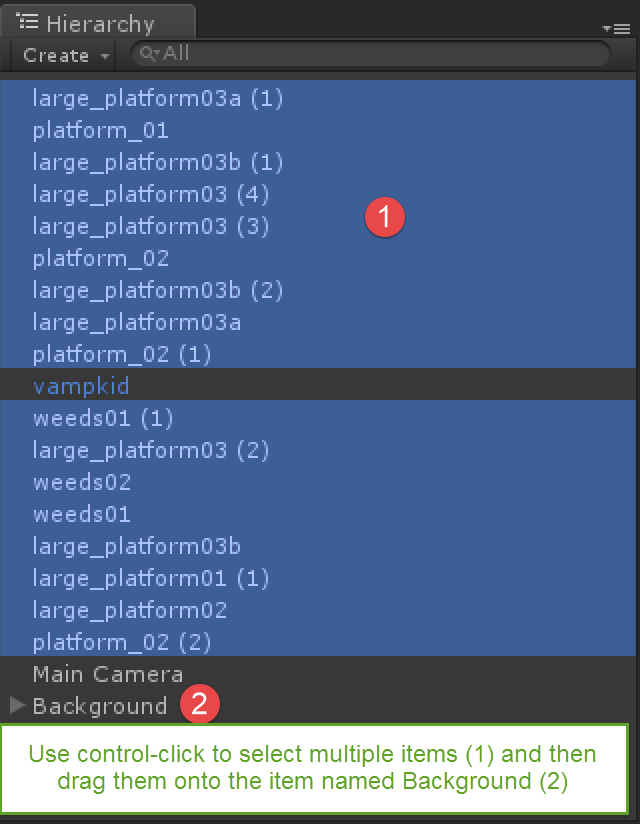 Hierarchy
Create All
large_platform03a (1)
platform_01
large_platform03b (1)
large_platform03 (4)
large_platform03 (3)
1
platform_02
large_platform03b (2)
large_platform03a
platform_02 (1)
vampkid
weeds01 (1)
large_platform03 (2)
weeds02
weeds01
large_platform03b
large_platform01 (1)
large_platform02
platform_02 (2)
Main Camera
Background 2
Use control-click to select multiple items (1) and then
drag them onto the item named Background (2)